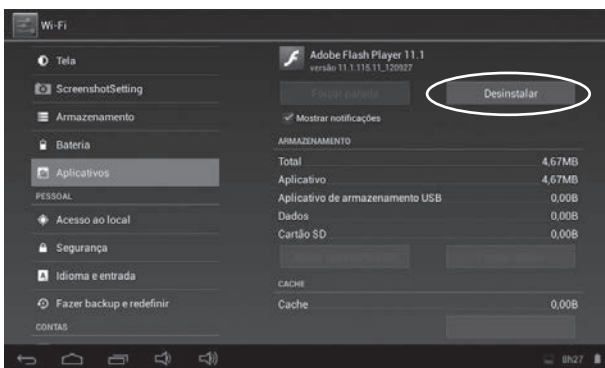 Wi-Fi
Tela
ScreenshotSetting
Armazenamento
Bateria
Aplicativos
PESSOAL
Acesso ao local
Segurança
Idioma e entrada
Fazer backup e redefinir
CONTAS
Adobe Flash Player 11.1
versão 11.1.115.11_120927
Forçar parada
Desinstalar
Mostrar notificações
ARMAZENAMENTO
Total 4,67MB
Aplicativo 4,67MB
Aplicativo de armazenamento USB 0,00B
Dados 0,00B
Cartão SD 0,00B
CACHE
Cache 0,00B
8h27